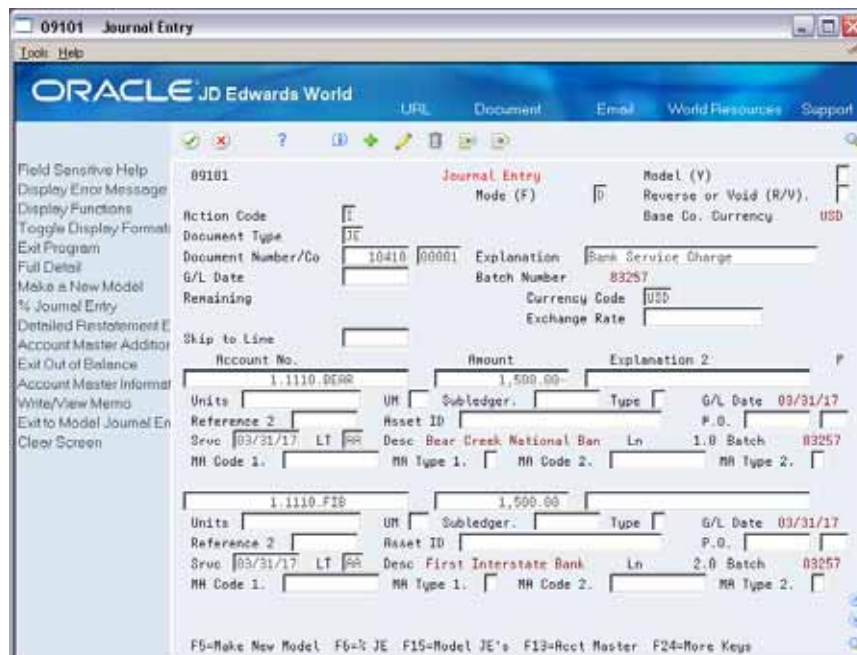 09101 Journal Entry
Tools Help
ORACLE JD Edwards World
URL Document Email World Resources Support
Field Sensitive Help
Display Error Message
Display Functions
Toggle Display Formats
Exit Program
Full Detail
Make a New Model
% Journal Entry
Detailed Restatement E
Account Master Addition
Exit Out of Balance
Account Master Informat
Write/View Memo
Exit to Model Journal En
Clear Screen
09101 Journal Entry Model (Y)
Mode (F) D Reverse or Void (R/V).
Action Code I Base Co. Currency USD
Document Type JE
Document Number/Co 10410 00001 Explanation Bank Service Charge
G/L Date Batch Number 83257
Remaining Currency Code USD
Exchange Rate
Skip to Line
Account No. Amount Explanation 2 P
1.1110.BEAR 1,500.00-
Units UM Subledger. Type G/L Date 03/31/17
Reference 2 Asset ID P.O.
Srvc 03/31/17 LT AA Desc Bear Creek National Ban Ln 1.0 Batch 83257
MA Code 1. MA Type 1. MA Code 2. MA Type 2.
1.1110.FIB 1,500.00
Units UM Subledger. Type G/L Date 03/31/17
Reference 2 Asset ID P.O.
Srvc 03/31/17 LT AA Desc First Interstate Bank Ln 2.0 Batch 83257
MA Code 1. MA Type 1. MA Code 2. MA Type 2.
F5=Make New Model F6=% JE F15=Model JE's F13=Acct Master F24=More Keys